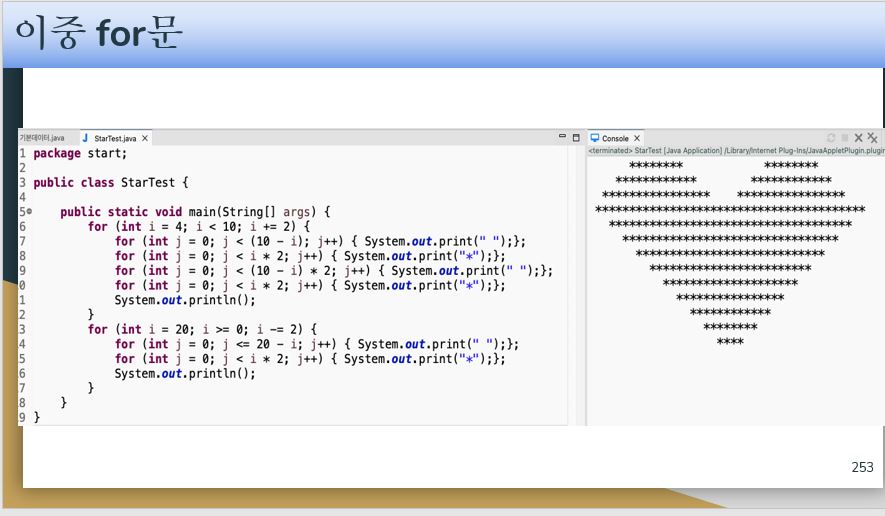 이중 for문
기본데이터.java
StarTest.java
1 package start;
2
3 public class StarTest {
4
5 public static void main(String[] args) {
6 for (int i = 4; i < 10; i += 2) {
7 for (int j = 0; j < (10 - i); j++) { System.out.print(" ");};
8 for (int j = 0; j < i * 2; j++) { System.out.print("*");};
9 for (int j = 0; j < (10 - i) * 2; j++) { System.out.print(" ");};
0 for (int j = 0; j < i * 2; j++) { System.out.print("*");};
1 System.out.println();
2 }
3 for (int i = 20; i >= 0; i -= 2) {
4 for (int j = 0; j <= 20 - i; j++) { System.out.print(" ");};
5 for (int j = 0; j < i * 2; j++) { System.out.print("*");};
6 System.out.println();
7 }
8 }
9 }
Console
<terminated> StarTest [Java Application] /Library/Internet Plug-Ins/JavaAppletPlugin.plugin
      ********            ********
    ************        ************
  ****************    ****************
 ****************************************
   ************************************
     ********************************
       ****************************
         ************************
           ********************
             ****************
               ************
                 ********
                   ****
253